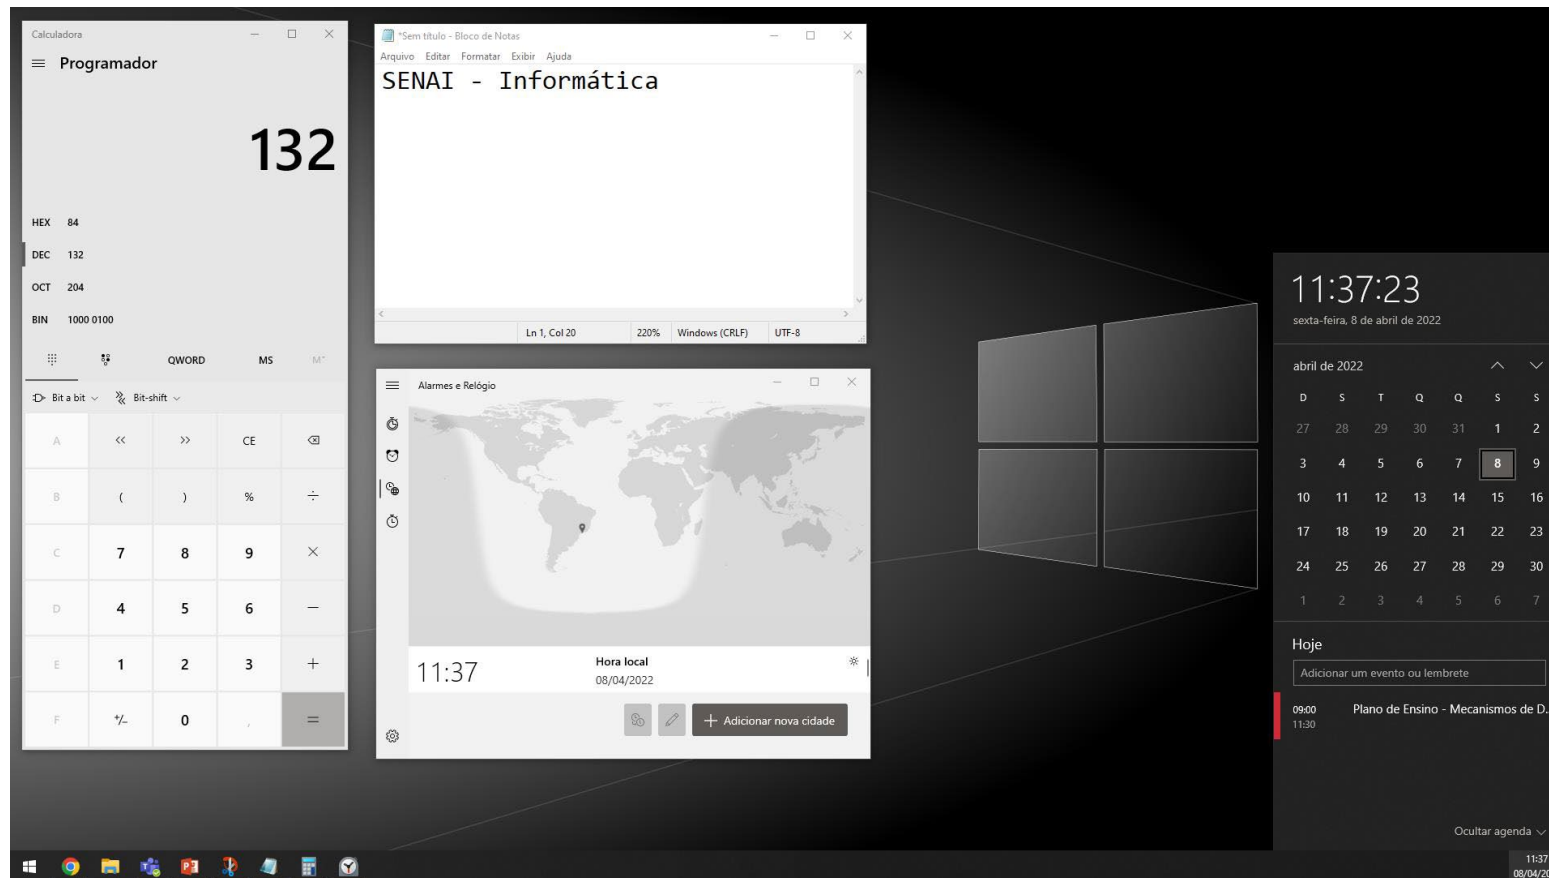 Calculadora
Programador
132
HEX 84
DEC 132
OCT 204
BIN 1000 0100
QWORD MS M˅
Bit a bit Bit-shift
A << >> CE
B ( ) % ÷
C 7 8 9 ×
D 4 5 6 −
E 1 2 3 +
F +/− 0 , =
*Sem título - Bloco de Notas
Arquivo Editar Formatar Exibir Ajuda
SENAI - Informática
Ln 1, Col 20 220% Windows (CRLF) UTF-8
Alarmes e Relógio
11:37
Hora local
08/04/2022
+ Adicionar nova cidade
11:37:23
sexta-feira, 8 de abril de 2022
abril de 2022
D S T Q Q S S
27 28 29 30 31 1 2
3 4 5 6 7 8 9
10 11 12 13 14 15 16
17 18 19 20 21 22 23
24 25 26 27 28 29 30
1 2 3 4 5 6 7
Hoje
Adicionar um evento ou lembrete
09:00 Plano de Ensino - Mecanismos de D.
11:30
Ocultar agenda
11:37
08/04/20